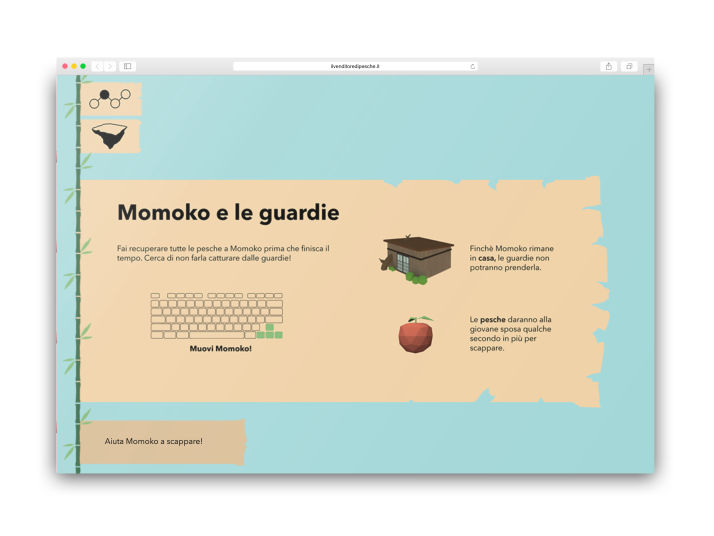 ilvenditoredipesche.it
Momoko e le guardie
Fai recuperare tutte le pesche a Momoko prima che finisca il
tempo. Cerca di non farla catturare dalle guardie!
Muovi Momoko!
Finchè Momoko rimane
in casa, le guardie non
potranno prenderla.
Le pesche daranno alla
giovane sposa qualche
secondo in più per
scappare.
Aiuta Momoko a scappare!